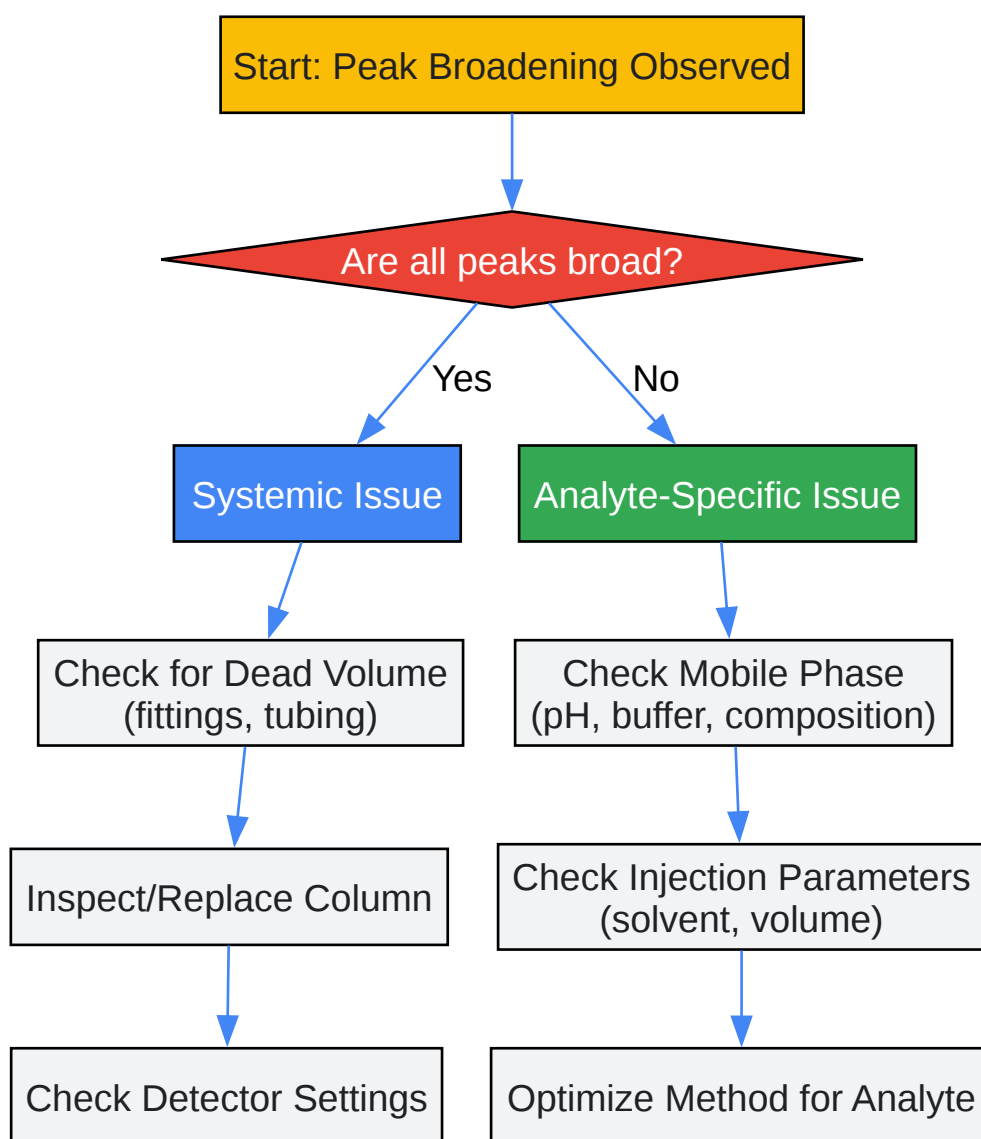 Start: Peak Broadening Observed
Are all peaks broad?
Yes
No
Systemic Issue
Analyte-Specific Issue
Check for Dead Volume
(fittings, tubing)
Check Mobile Phase
(pH, buffer, composition)
Inspect/Replace Column
Check Injection Parameters
(solvent, volume)
Check Detector Settings
Optimize Method for Analyte